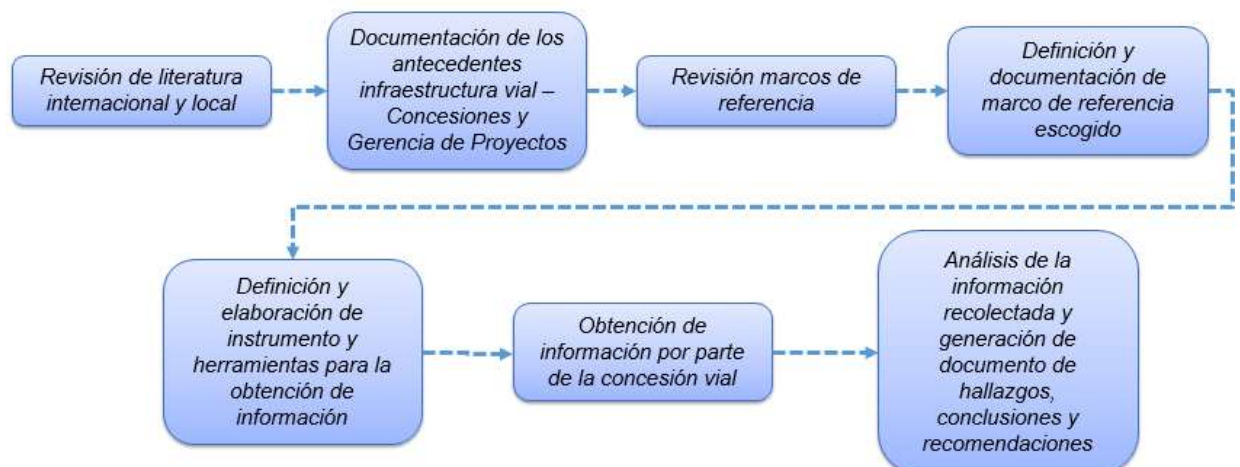 Revisión de literatura
internacional y local
Documentación de los
antecedentes
infraestructura vial –
Concesiones y
Gerencia de Proyectos
Revisión marcos de
referencia
Definición y
documentación de
marco de referencia
escogido
Definición y
elaboración de
instrumento y
herramientas para la
obtención de
información
Obtención de
información por parte
de la concesión vial
Análisis de la
información
recolectada y
generación de
documento de
hallazgos,
conclusiones y
recomendaciones